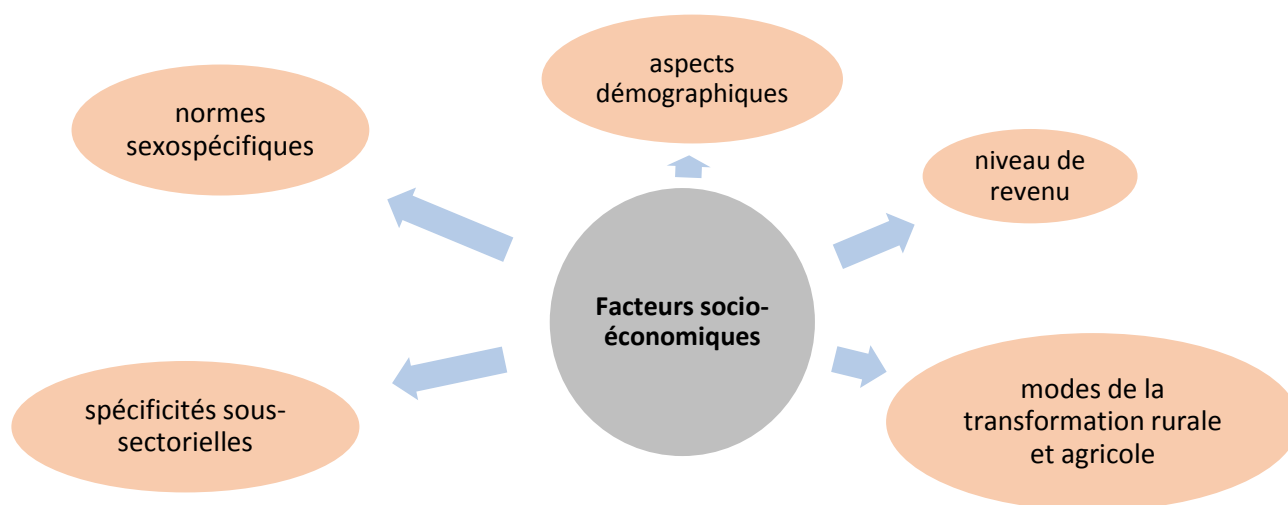 aspects
démographiques
normes
sexospécifiques
niveau de
revenu
Facteurs socio-
économiques
spécificités sous-
sectorielles
modes de la
transformation rurale
et agricole